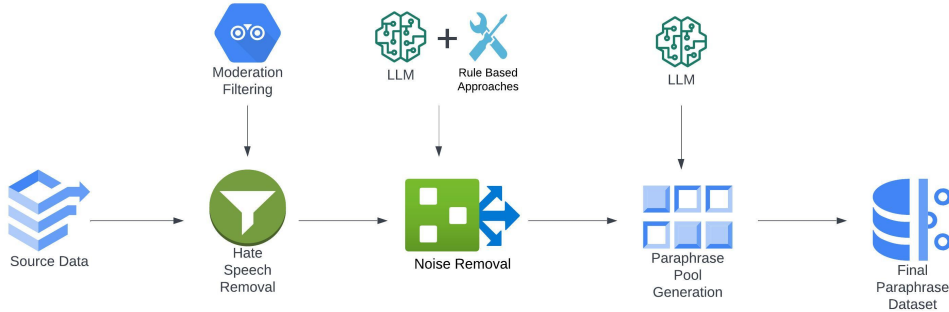 Moderation
Filtering
LLM
+
Rule Based
Approaches
LLM
Source Data
Hate
Speech
Removal
Noise Removal
Paraphrase
Pool
Generation
Final
Paraphrase
Dataset